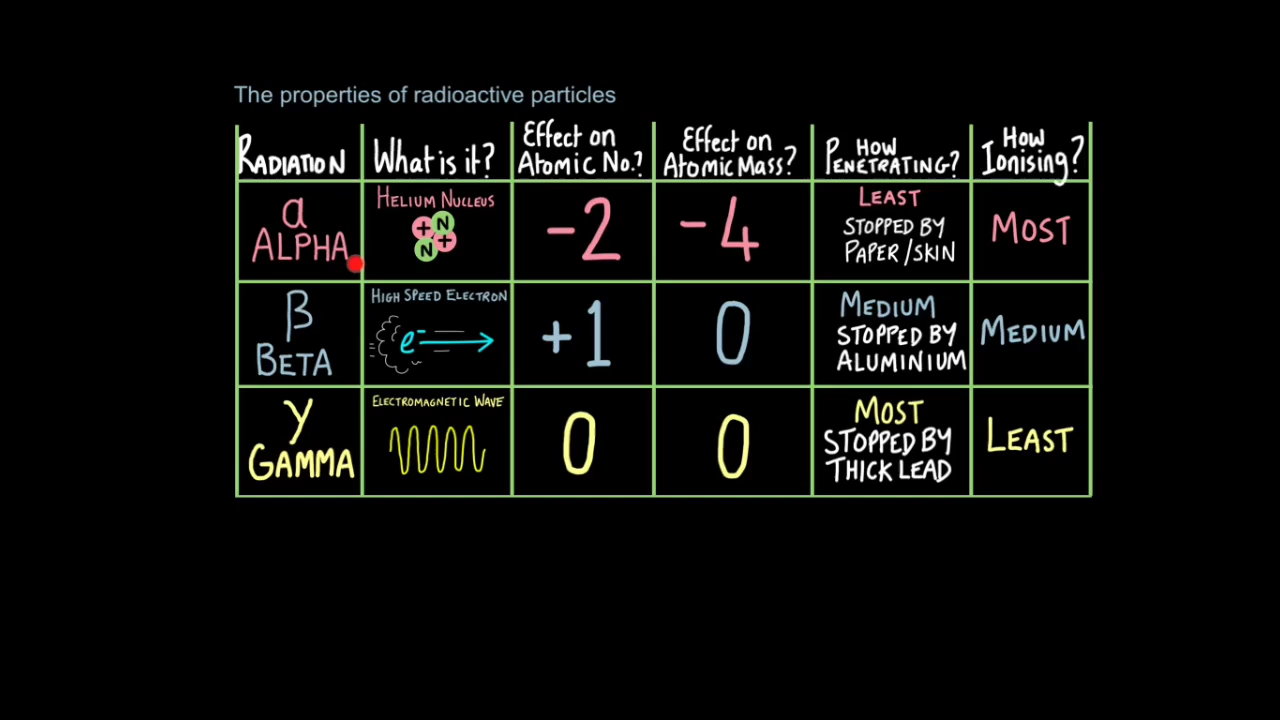 The properties of radioactive particles
RADIATION
What is it?
Effect on
Atomic No.?
Effect on
Atomic Mass?
HOW
PENETRATING?
How
Ionising?
α
ALPHA
HELIUM NUCLEUS
+ N
N +
-2
-4
LEAST
STOPPED BY
PAPER/SKIN
MOST
β
BETA
HIGH SPEED ELECTRON
e⁻
+1
0
MEDIUM
STOPPED BY
ALUMINIUM
MEDIUM
γ
GAMMA
ELECTROMAGNETIC WAVE
0
0
MOST
STOPPED BY
THICK LEAD
LEAST